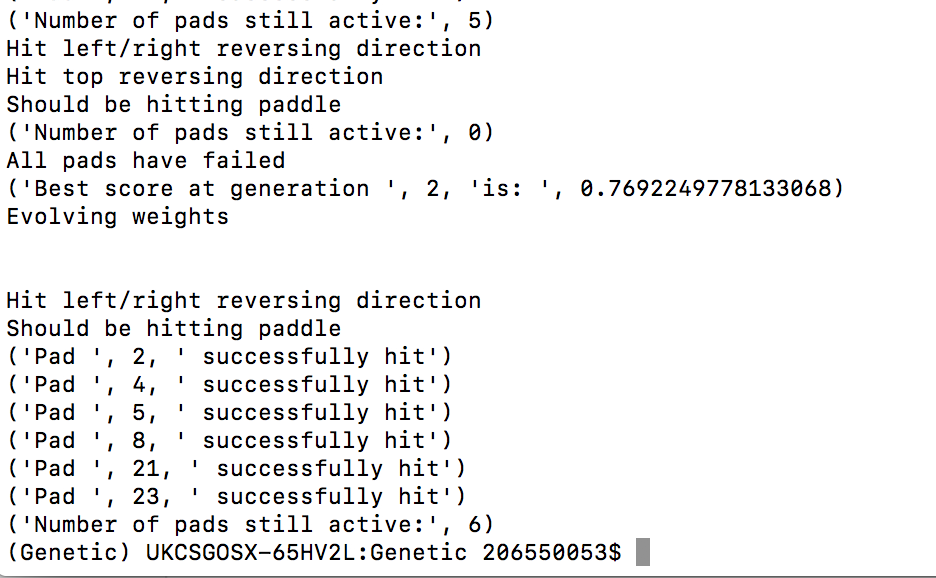 ('Number of pads still active:', 5)
Hit left/right reversing direction
Hit top reversing direction
Should be hitting paddle
('Number of pads still active:', 0)
All pads have failed
('Best score at generation ', 2, 'is: ', 0.7692249778133068)
Evolving weights
Hit left/right reversing direction
Should be hitting paddle
('Pad ', 2, ' successfully hit')
('Pad ', 4, ' successfully hit')
('Pad ', 5, ' successfully hit')
('Pad ', 8, ' successfully hit')
('Pad ', 21, ' successfully hit')
('Pad ', 23, ' successfully hit')
('Number of pads still active:', 6)
(Genetic) UKCSGOSX-65HV2L:Genetic 206550053$